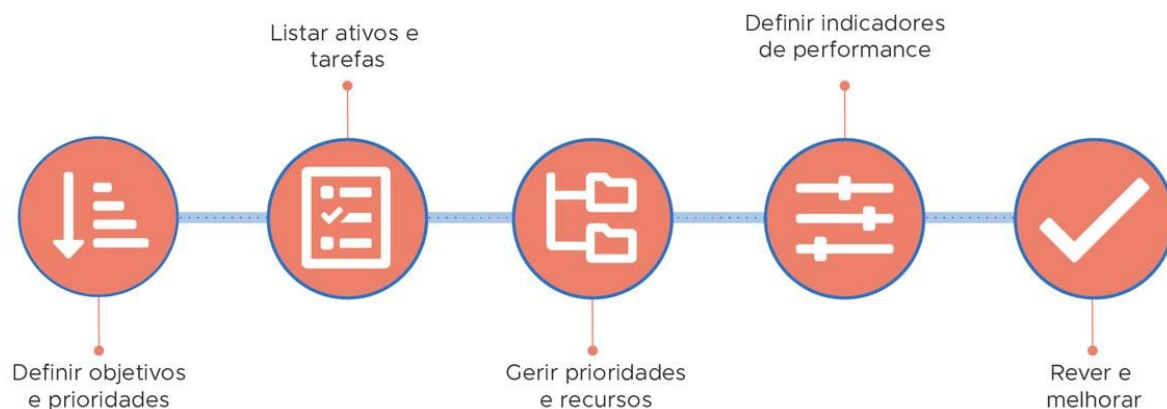 Definir objetivos
e prioridades
Listar ativos e
tarefas
Gerir prioridades
e recursos
Definir indicadores
de performance
Rever e
melhorar